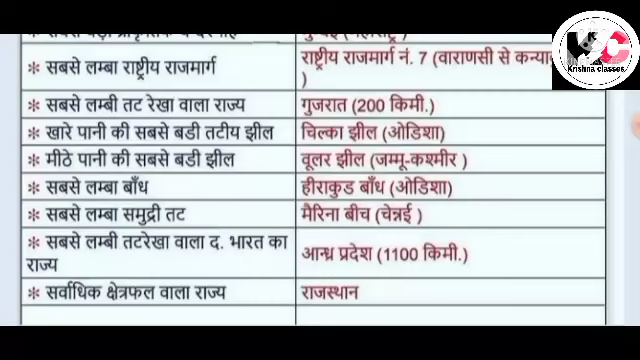 ✻ सबसे लम्बा राष्ट्रीय राजमार्ग
राष्ट्रीय राजमार्ग नं. 7 (वाराणसी से
)
✻ सबसे लम्बी तट रेखा वाला राज्य
गुजरात (200 किमी.)
✻ खारे पानी की सबसे बडी तटीय झील
चिल्का झील (ओडिशा)
✻ मीठे पानी की सबसे बडी झील
वूलर झील (जम्मू-कश्मीर )
✻ सबसे लम्बा बाँध
हीराकुड बाँध (ओडिशा)
✻ सबसे लम्बा समुद्री तट
मैरिना बीच (चेन्नई )
✻ सबसे लंबी तटरेखा वाला द. भारत का
राज्य
आन्ध्र प्रदेश (1100 किमी.)
✻ सर्वाधिक क्षेत्रफल वाला राज्य
राजस्थान
Krishna classes